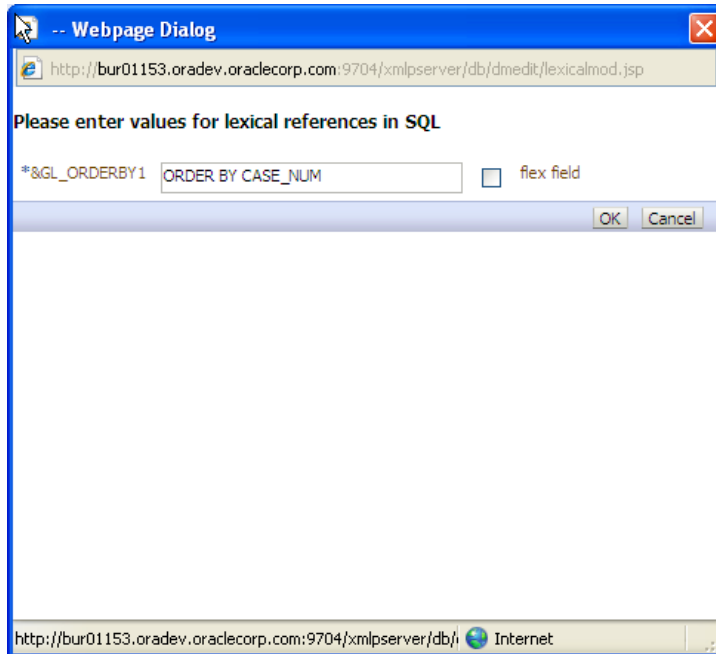 -- Webpage Dialog
http://bur01153.oradev.oraclecorp.com:9704/xmlpserver/db/dmedit/lexicalmod.jsp
Please enter values for lexical references in SQL
*&GL_ORDERBY1 ORDER BY CASE_NUM flex field
OK Cancel
http://bur01153.oradev.oraclecorp.com:9704/xmlpserver/db/ Internet